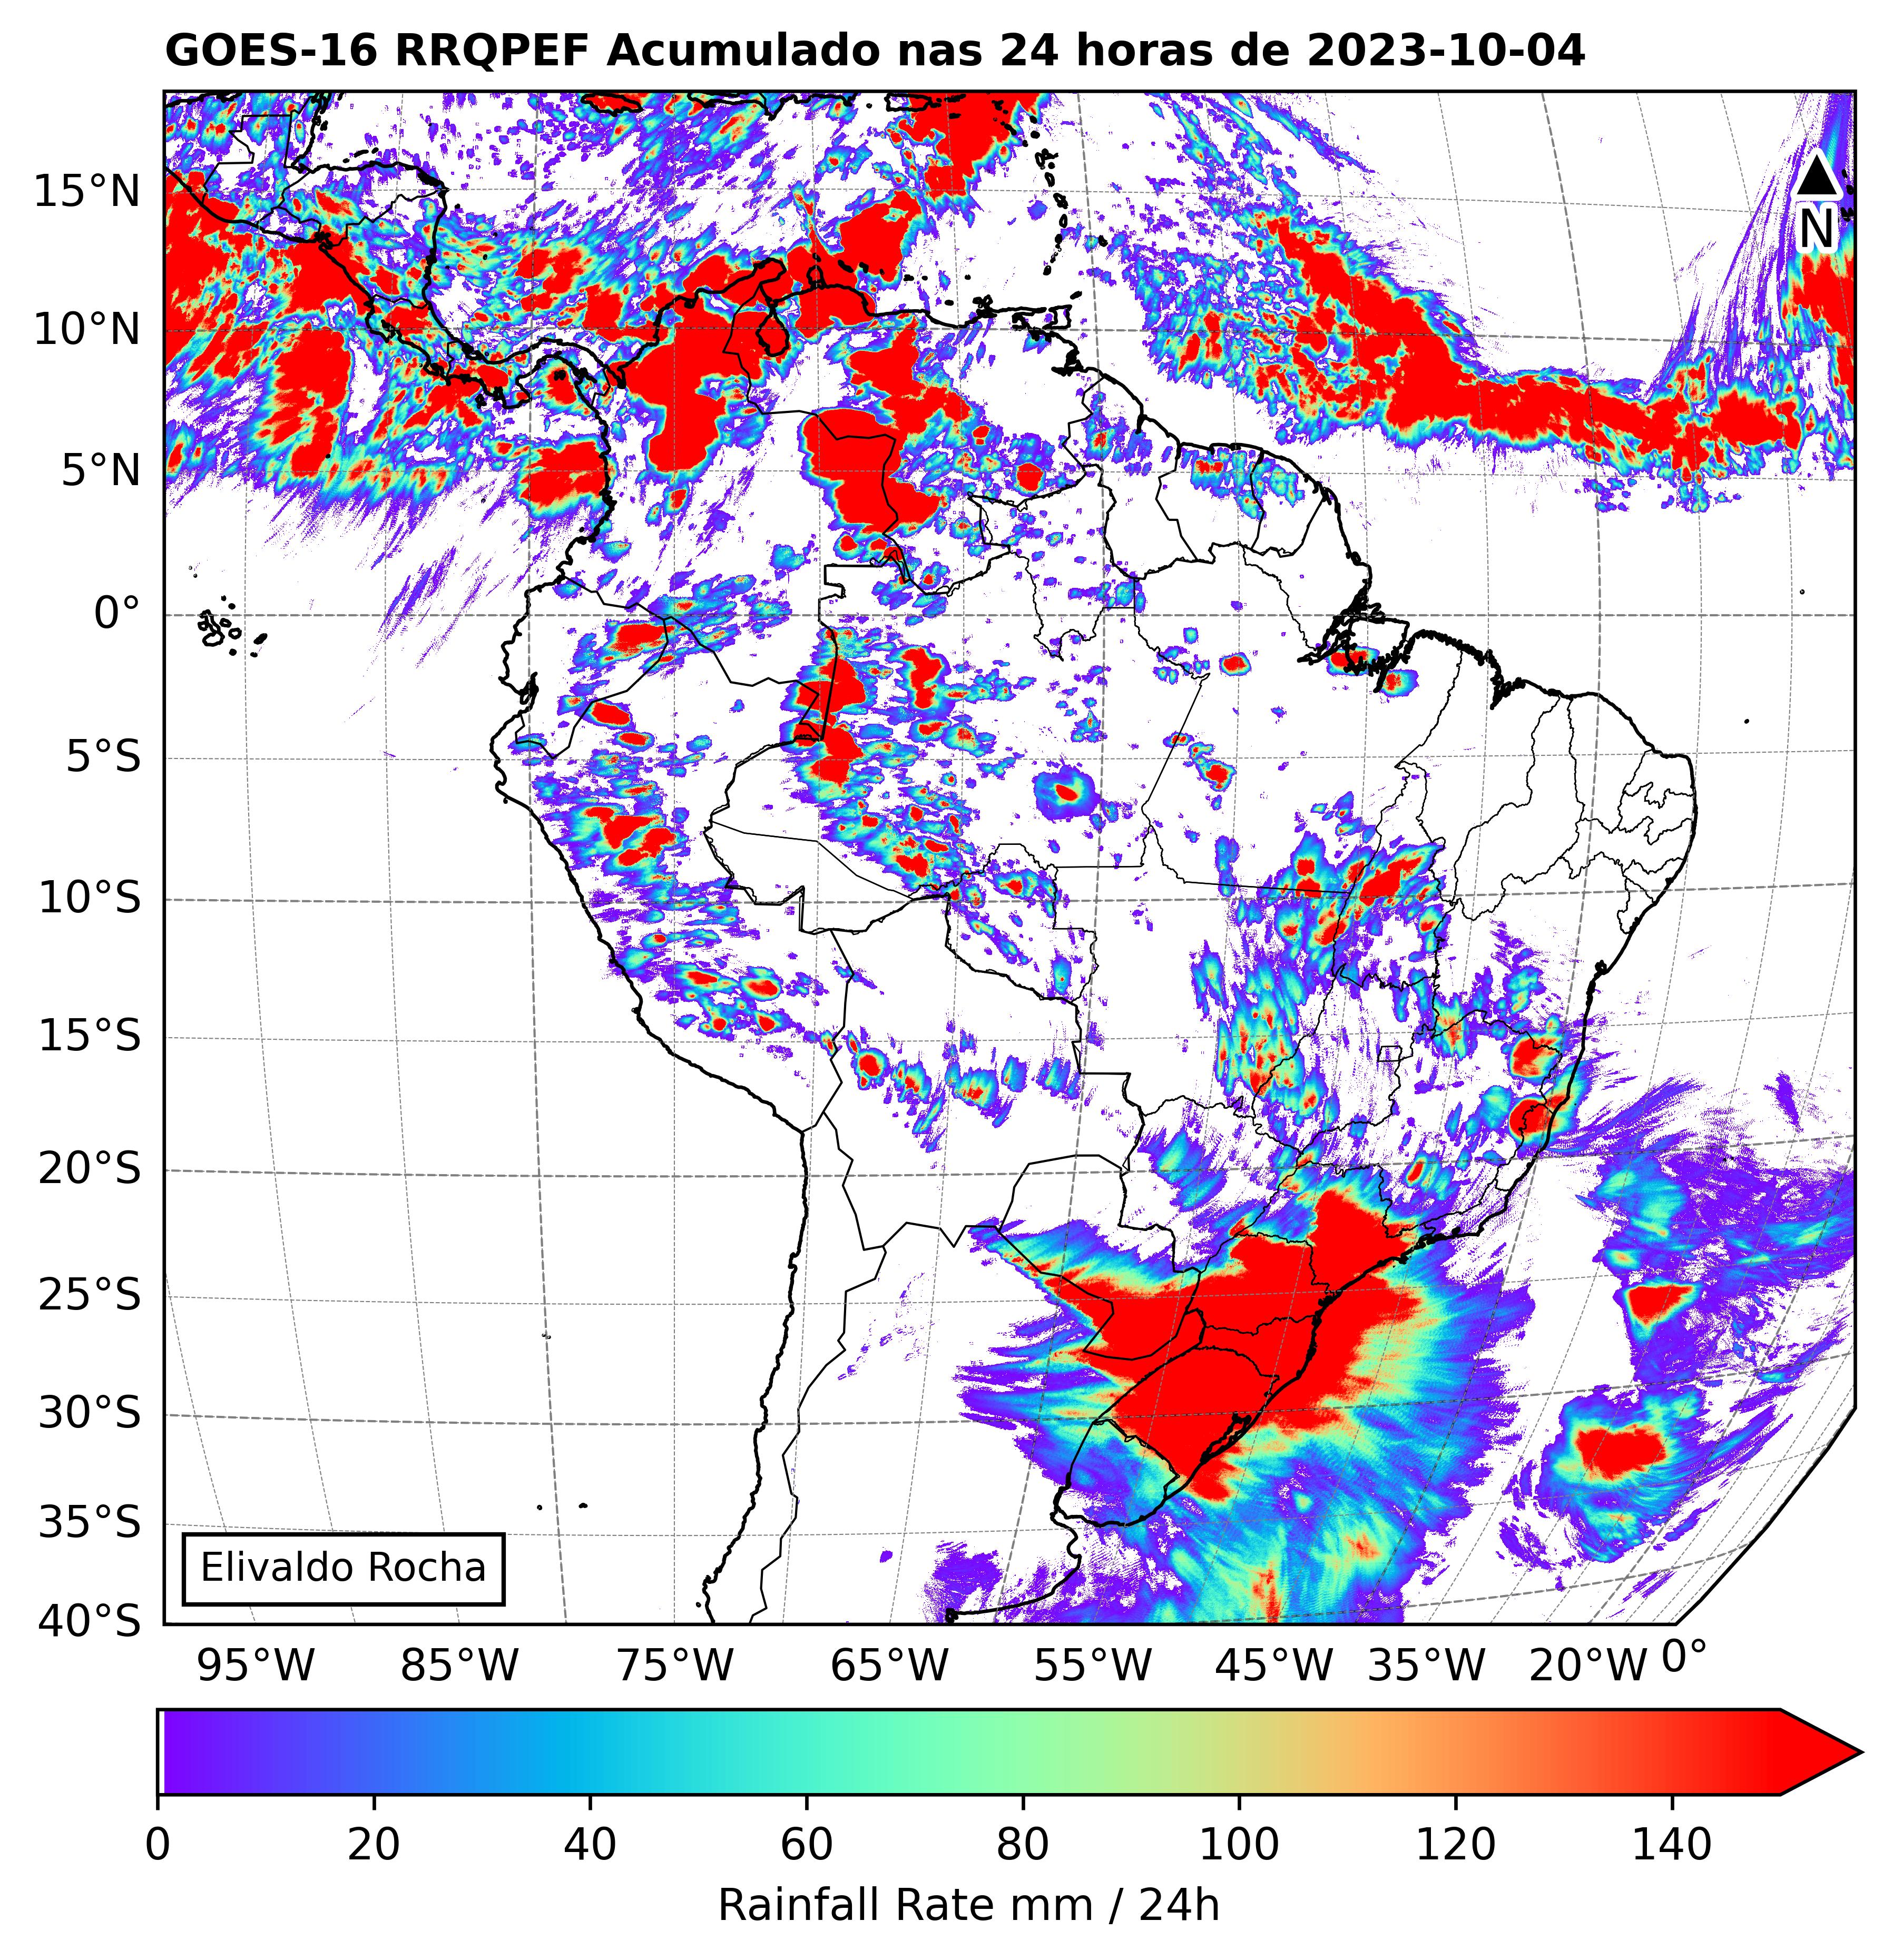 GOES-16 RRQPEF Acumulado nas 24 horas de 2023-10-04
15°N
N
10°N
5°N
0°
5°S
10°S
15°S
20°S
25°S
30°S
35°S
Elivaldo Rocha
40°S
95°W 85°W 75°W 65°W 55°W 45°W 35°W 20°W 0°
0 20 40 60 80 100 120 140
Rainfall Rate mm / 24h